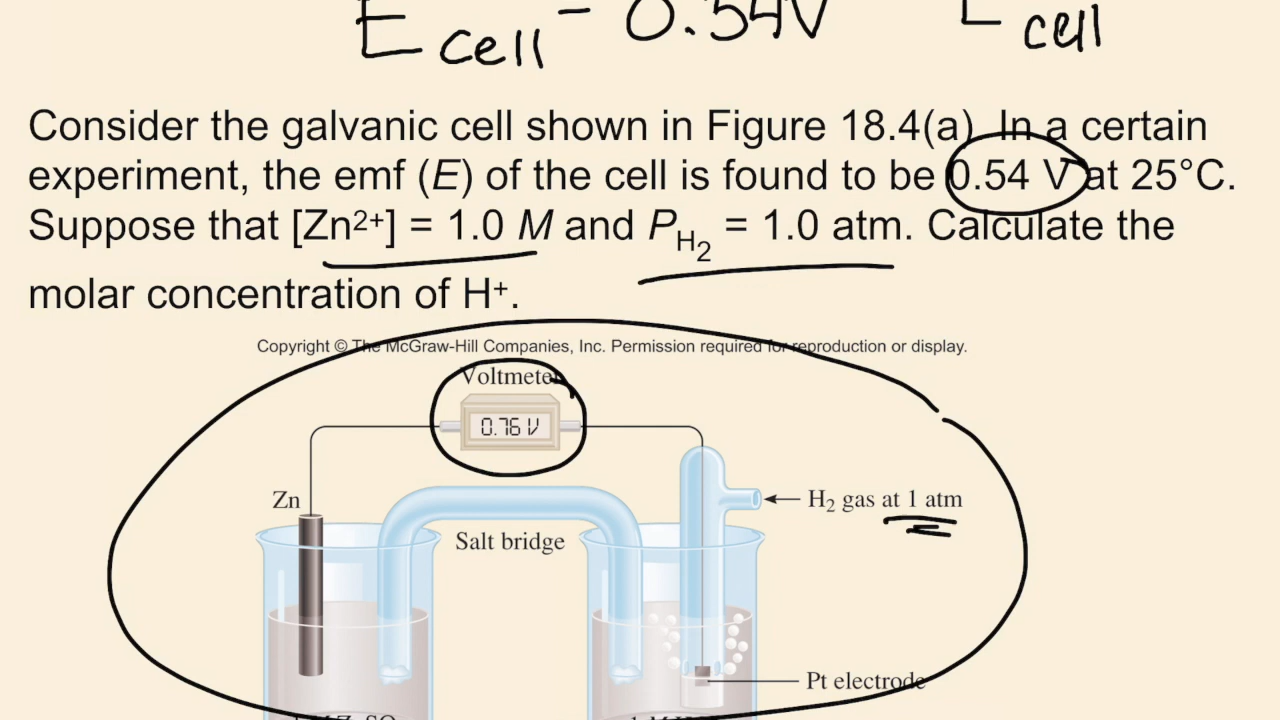 Ecell = 0.54V Ecell
Consider the galvanic cell shown in Figure 18.4(a). In a certain
experiment, the emf (E) of the cell is found to be 0.54 V at 25°C.
Suppose that [Zn2+] = 1.0 M and PH2 = 1.0 atm. Calculate the
molar concentration of H+.
Copyright © The McGraw-Hill Companies, Inc. Permission required for reproduction or display.
Voltmeter
0.76 V
Zn
H2 gas at 1 atm
Salt bridge
Pt electrode